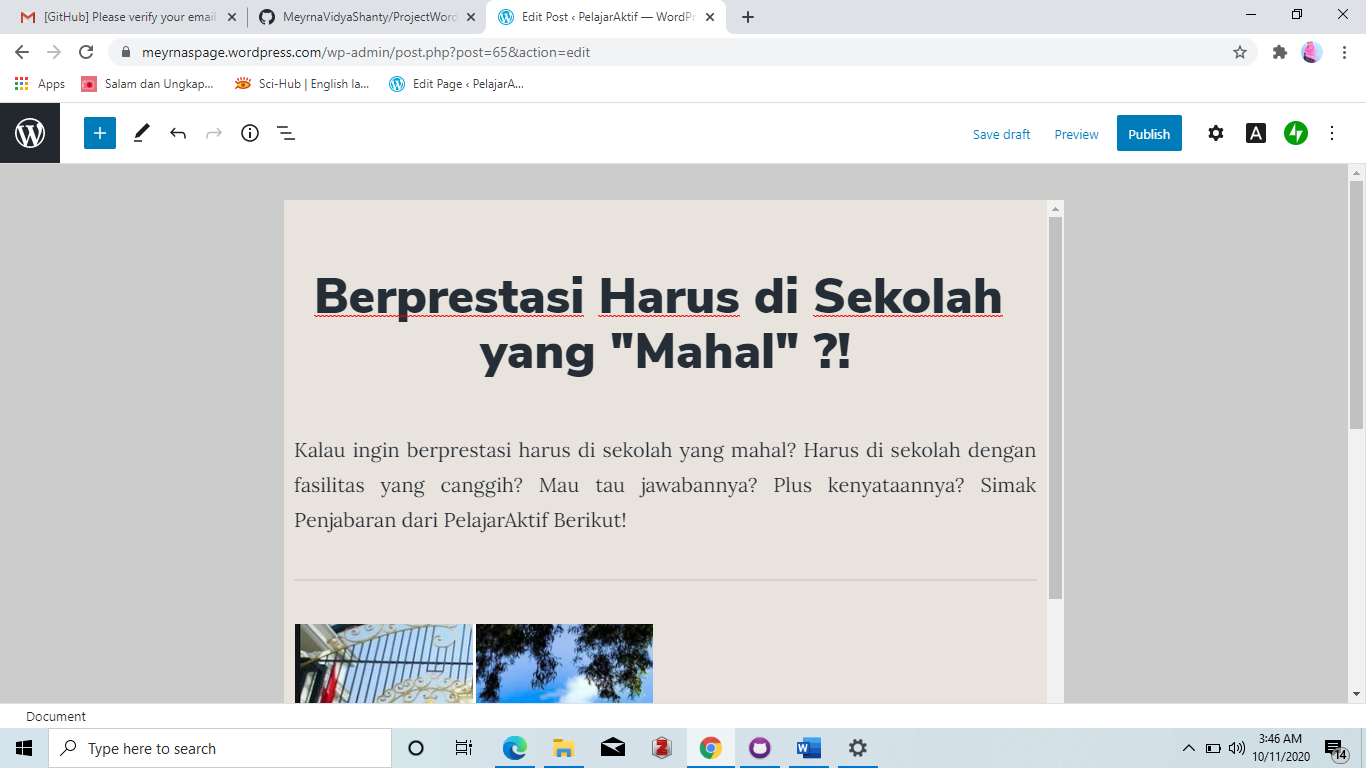 [GitHub] Please verify your email
MeyrnaVidyaShanty/ProjectWord
Edit Post ‹ PelajarAktif — WordPr
meyrnaspage.wordpress.com/wp-admin/post.php?post=65&action=edit
Apps
Salam dan Ungkap...
Sci-Hub | English la...
Edit Page ‹ PelajarA...
Save draft
Preview
Publish
A
Berprestasi Harus di Sekolah
yang "Mahal" ?!
Kalau ingin berprestasi harus di sekolah yang mahal? Harus di sekolah dengan
fasilitas yang canggih? Mau tau jawabannya? Plus kenyataannya? Simak
Penjabaran dari PelajarAktif Berikut!
Document
Type here to search
3:46 AM
10/11/2020
14